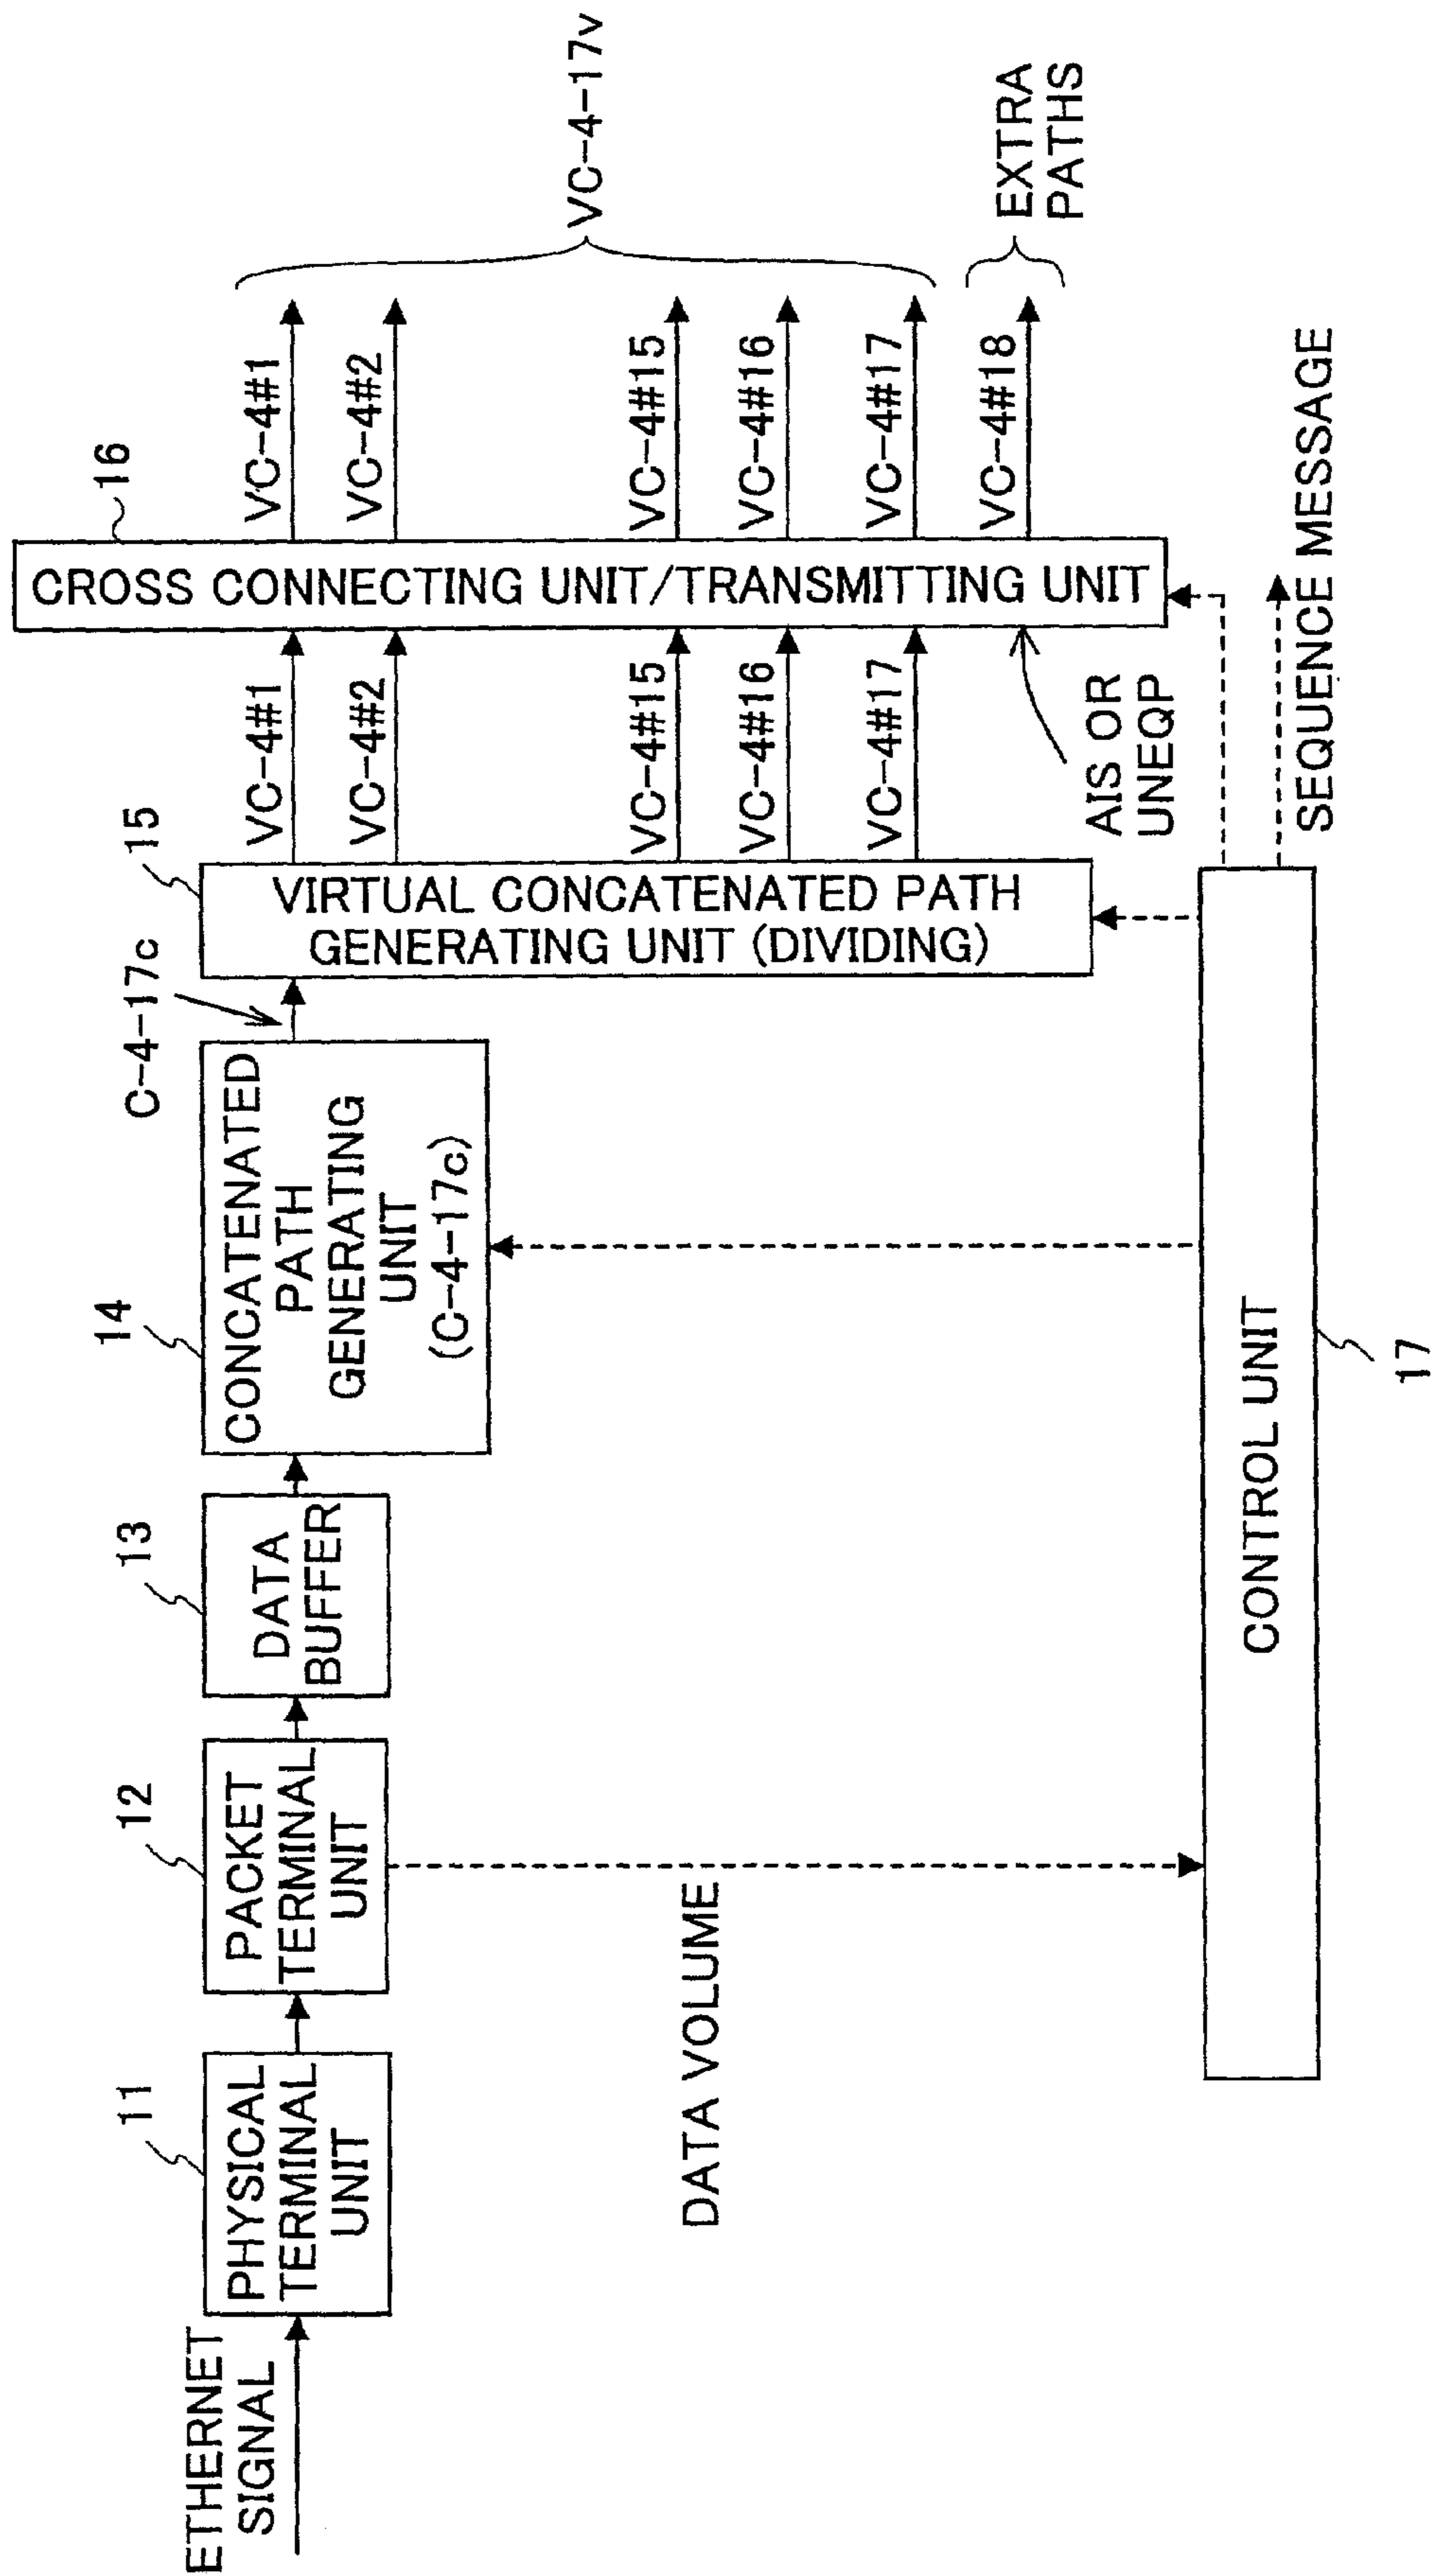 ETHERNET
SIGNAL
11
PHYSICAL
TERMINAL
UNIT
12
PACKET
TERMINAL
UNIT
DATA VOLUME
13
DATA
BUFFER
14
CONCATENATED
PATH
GENERATING
UNIT
(C-4-17c)
C-4-17c
15
VIRTUAL CONCATENATED PATH
GENERATING UNIT (DIVIDING)
VC-4#1
VC-4#2
VC-4#15
VC-4#16
VC-4#17
AIS OR
UNEQP
16
CROSS CONNECTING UNIT/TRANSMITTING UNIT
VC-4#1
VC-4#2
VC-4#15
VC-4#16
VC-4#17
VC-4#18
VC-4-17v
EXTRA
PATHS
CONTROL UNIT
17
SEQUENCE MESSAGE